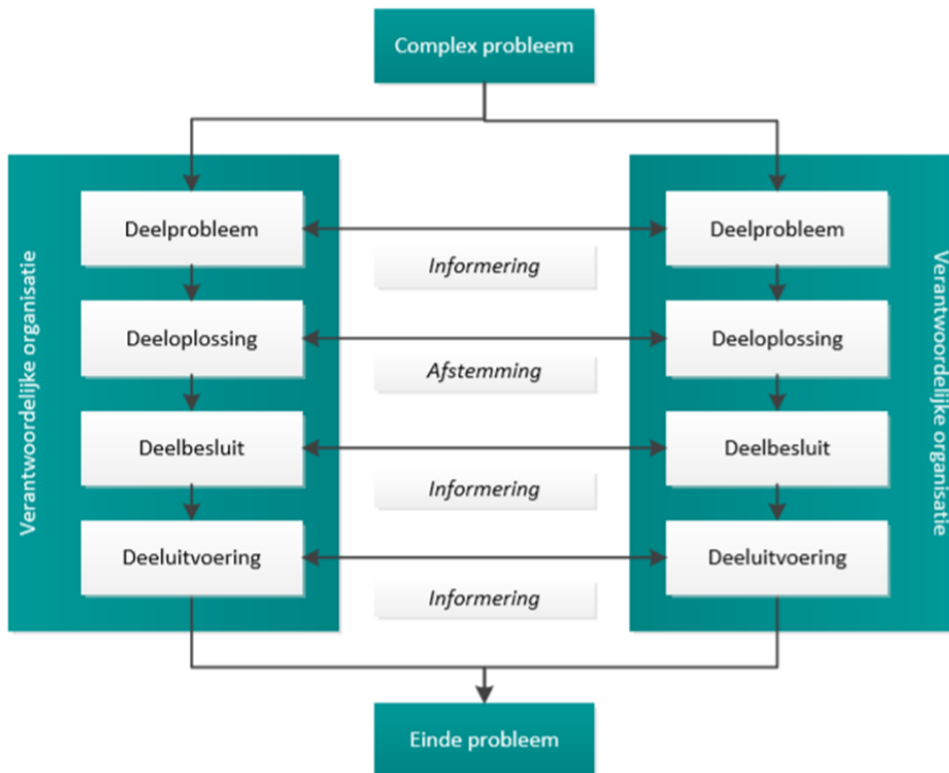 Complex probleem
Verantwoordelijke organisatie
Deelprobleem
Deelprobleem
Informering
Deeloplossing
Deeloplossing
Afstemming
Deelbesluit
Deelbesluit
Informering
Deeluitvoering
Deeluitvoering
Informering
Verantwoordelijke organisatie
Einde probleem